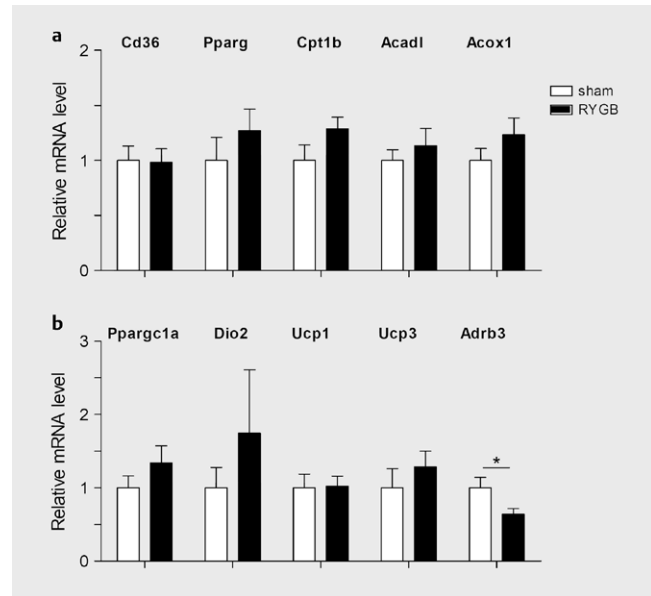 a
Cd36 Pparg Cpt1b Acadl Acox1
2
1
0
Relative mRNA level
sham
RYGB
b
Ppargc1a Dio2 Ucp1 Ucp3 Adrb3
3
2
1
0
Relative mRNA level
*